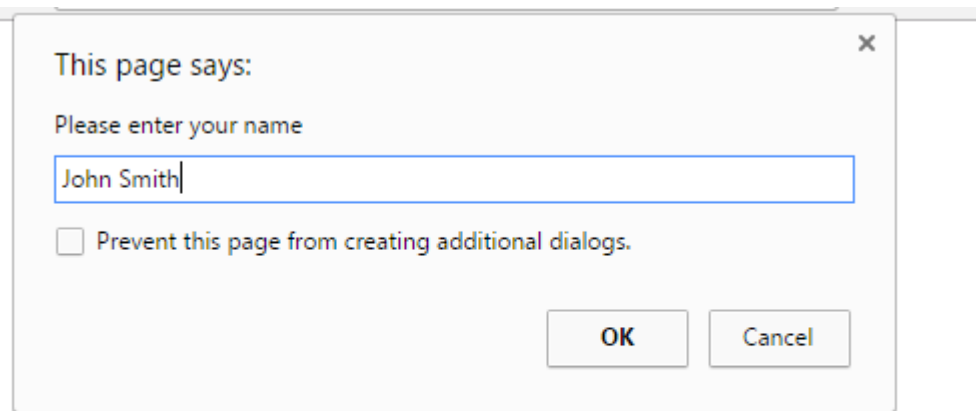 This page says:
Please enter your name
John Smith
Prevent this page from creating additional dialogs.
OK Cancel